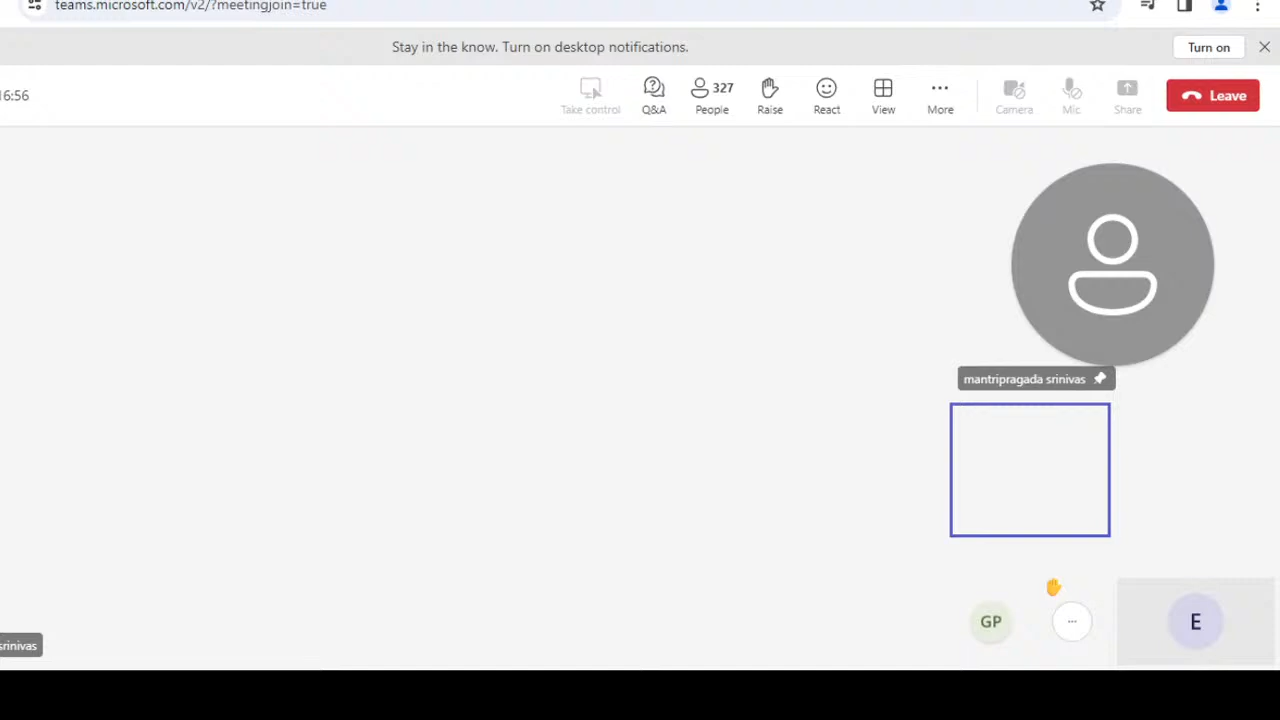 teams.microsoft.com/v2/?meetingjoin=true
Stay in the know. Turn on desktop notifications.
Turn on
6:56
Take control
Q&A
327
People
Raise
React
View
More
Camera
Mic
Share
Leave
mantripragada srinivas
GP
E
srinivas